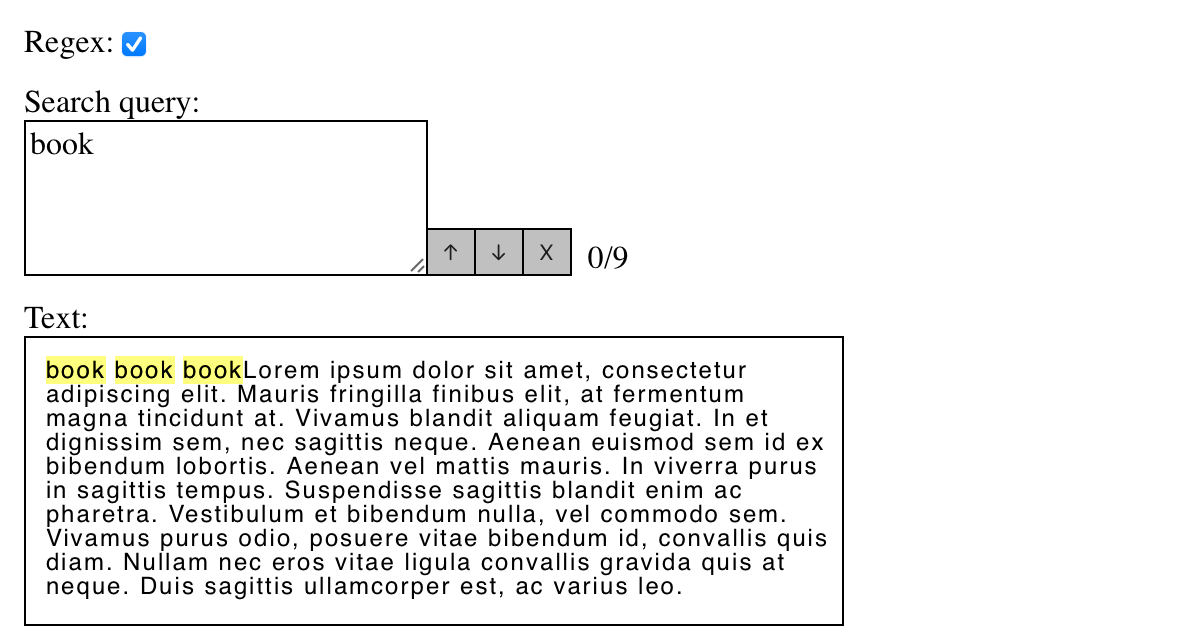 Regex:
Search query:
book
↑ ↓ X 0/9
Text:
book book bookLorem ipsum dolor sit amet, consectetur
adipiscing elit. Mauris fringilla finibus elit, at fermentum
magna tincidunt at. Vivamus blandit aliquam feugiat. In et
dignissim sem, nec sagittis neque. Aenean euismod sem id ex
bibendum lobortis. Aenean vel mattis mauris. In viverra purus
in sagittis tempus. Suspendisse sagittis blandit enim ac
pharetra. Vestibulum et bibendum nulla, vel commodo sem.
Vivamus purus odio, posuere vitae bibendum id, convallis quis
diam. Nullam nec eros vitae ligula convallis gravida quis at
neque. Duis sagittis ullamcorper est, ac varius leo.